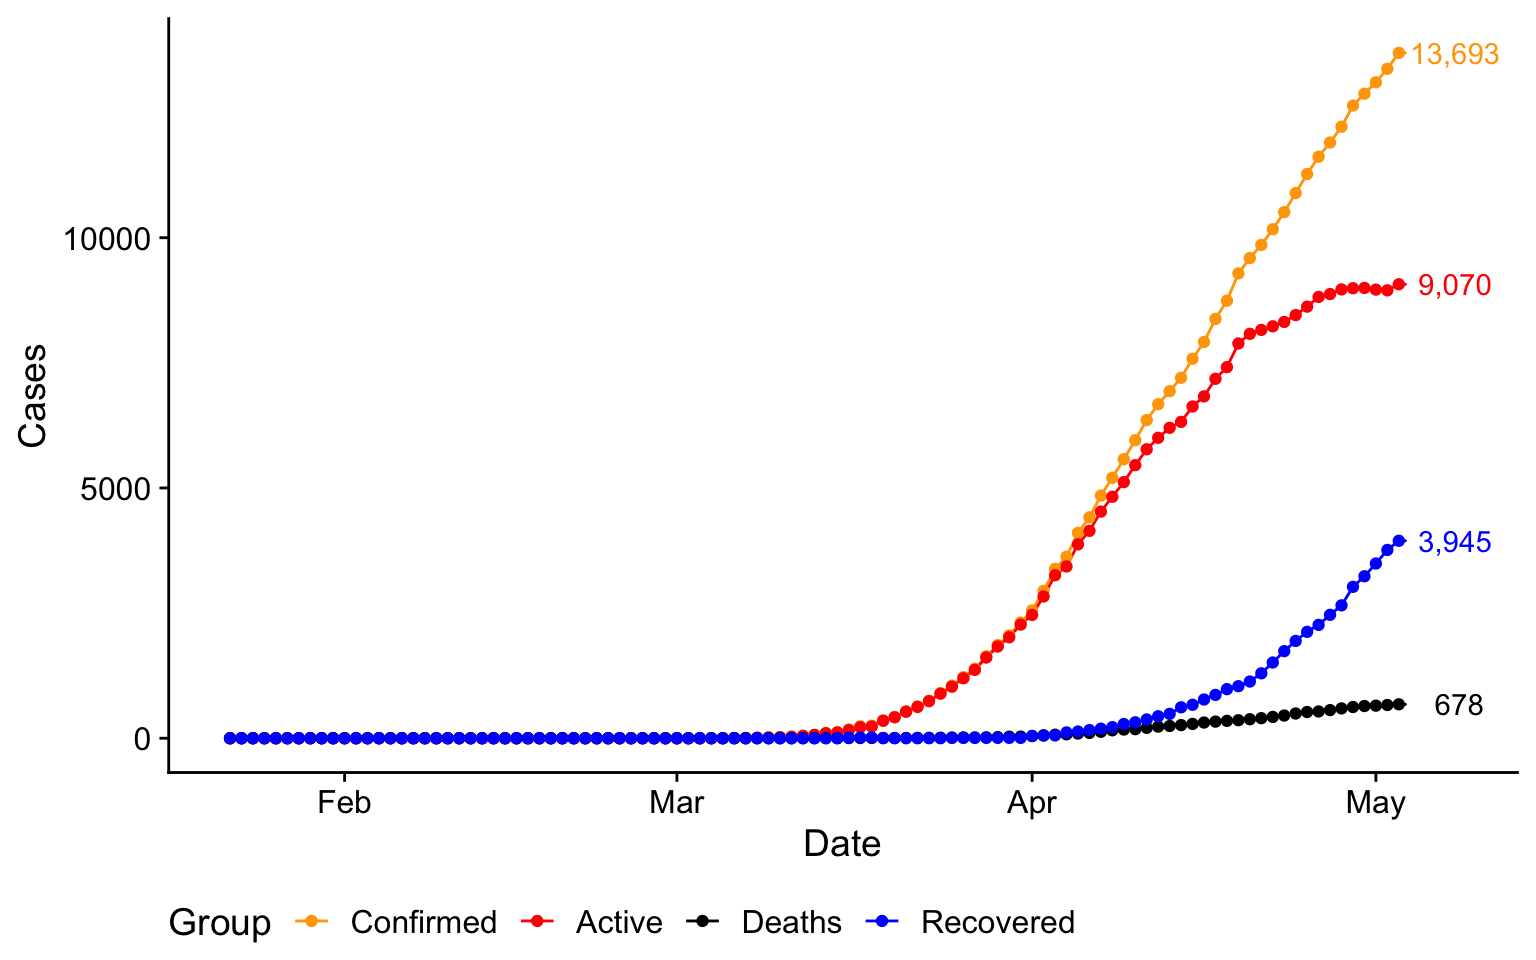 13,693
10000
9,070
Cases
5000
3,945
678
0
Feb Mar Apr May
Date
Group Confirmed Active Deaths Recovered